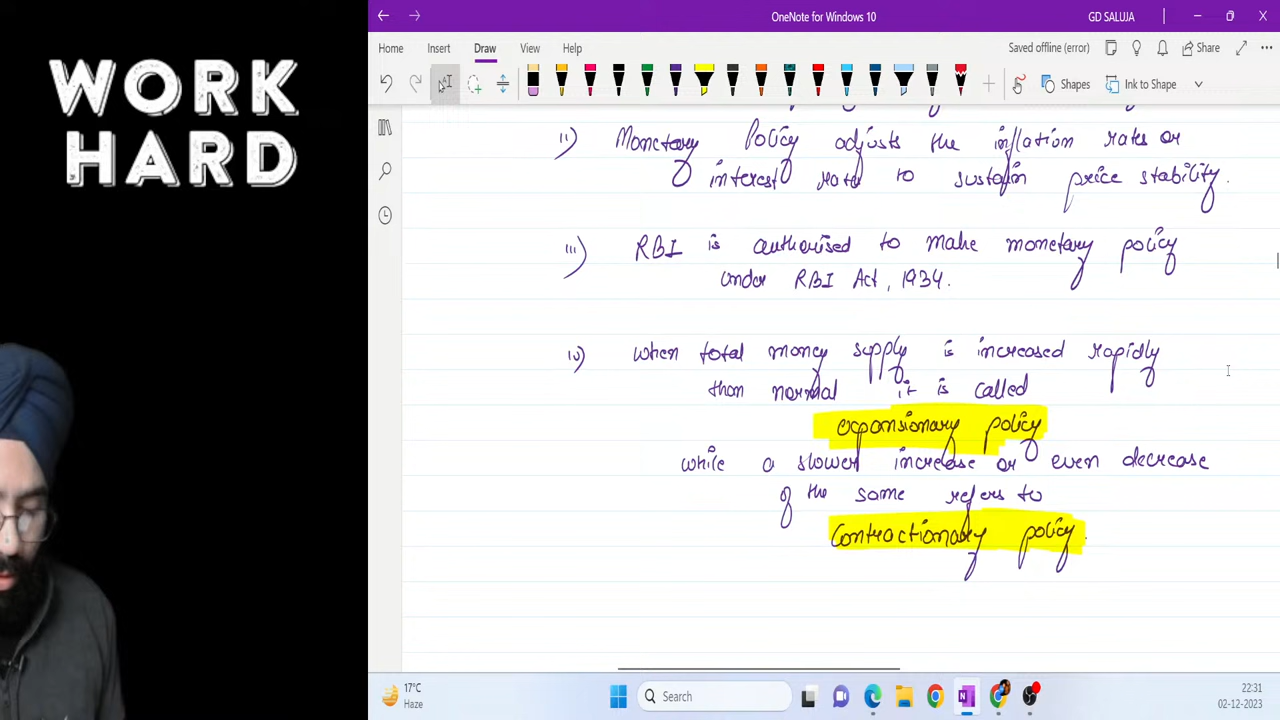 WORK
HARD
OneNote for Windows 10
GD SALUJA
Home Insert Draw View Help
Saved offline (error)
Share
Shapes
Ink to Shape
ii) Monetary Policy adjusts the inflation rates or
interest rate to sustain price stability.
iii) RBI is authorised to make monetary policy
under RBI Act, 1934.
iv) when total money supply is increased rapidly
than normal it is called
expansionary policy
while a slower increase or even decrease
of the same refers to
Contractionary policy.
17°C
Haze
Search
22:31
02-12-2023